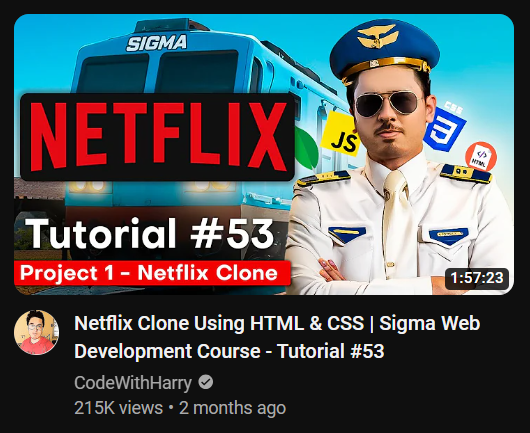 SIGMA
NETFLIX
JS
CSS
3
HTML
</>
Tutorial #53
Project 1 - Netflix Clone
1:57:23
Netflix Clone Using HTML & CSS | Sigma Web
Development Course - Tutorial #53
CodeWithHarry
215K views • 2 months ago